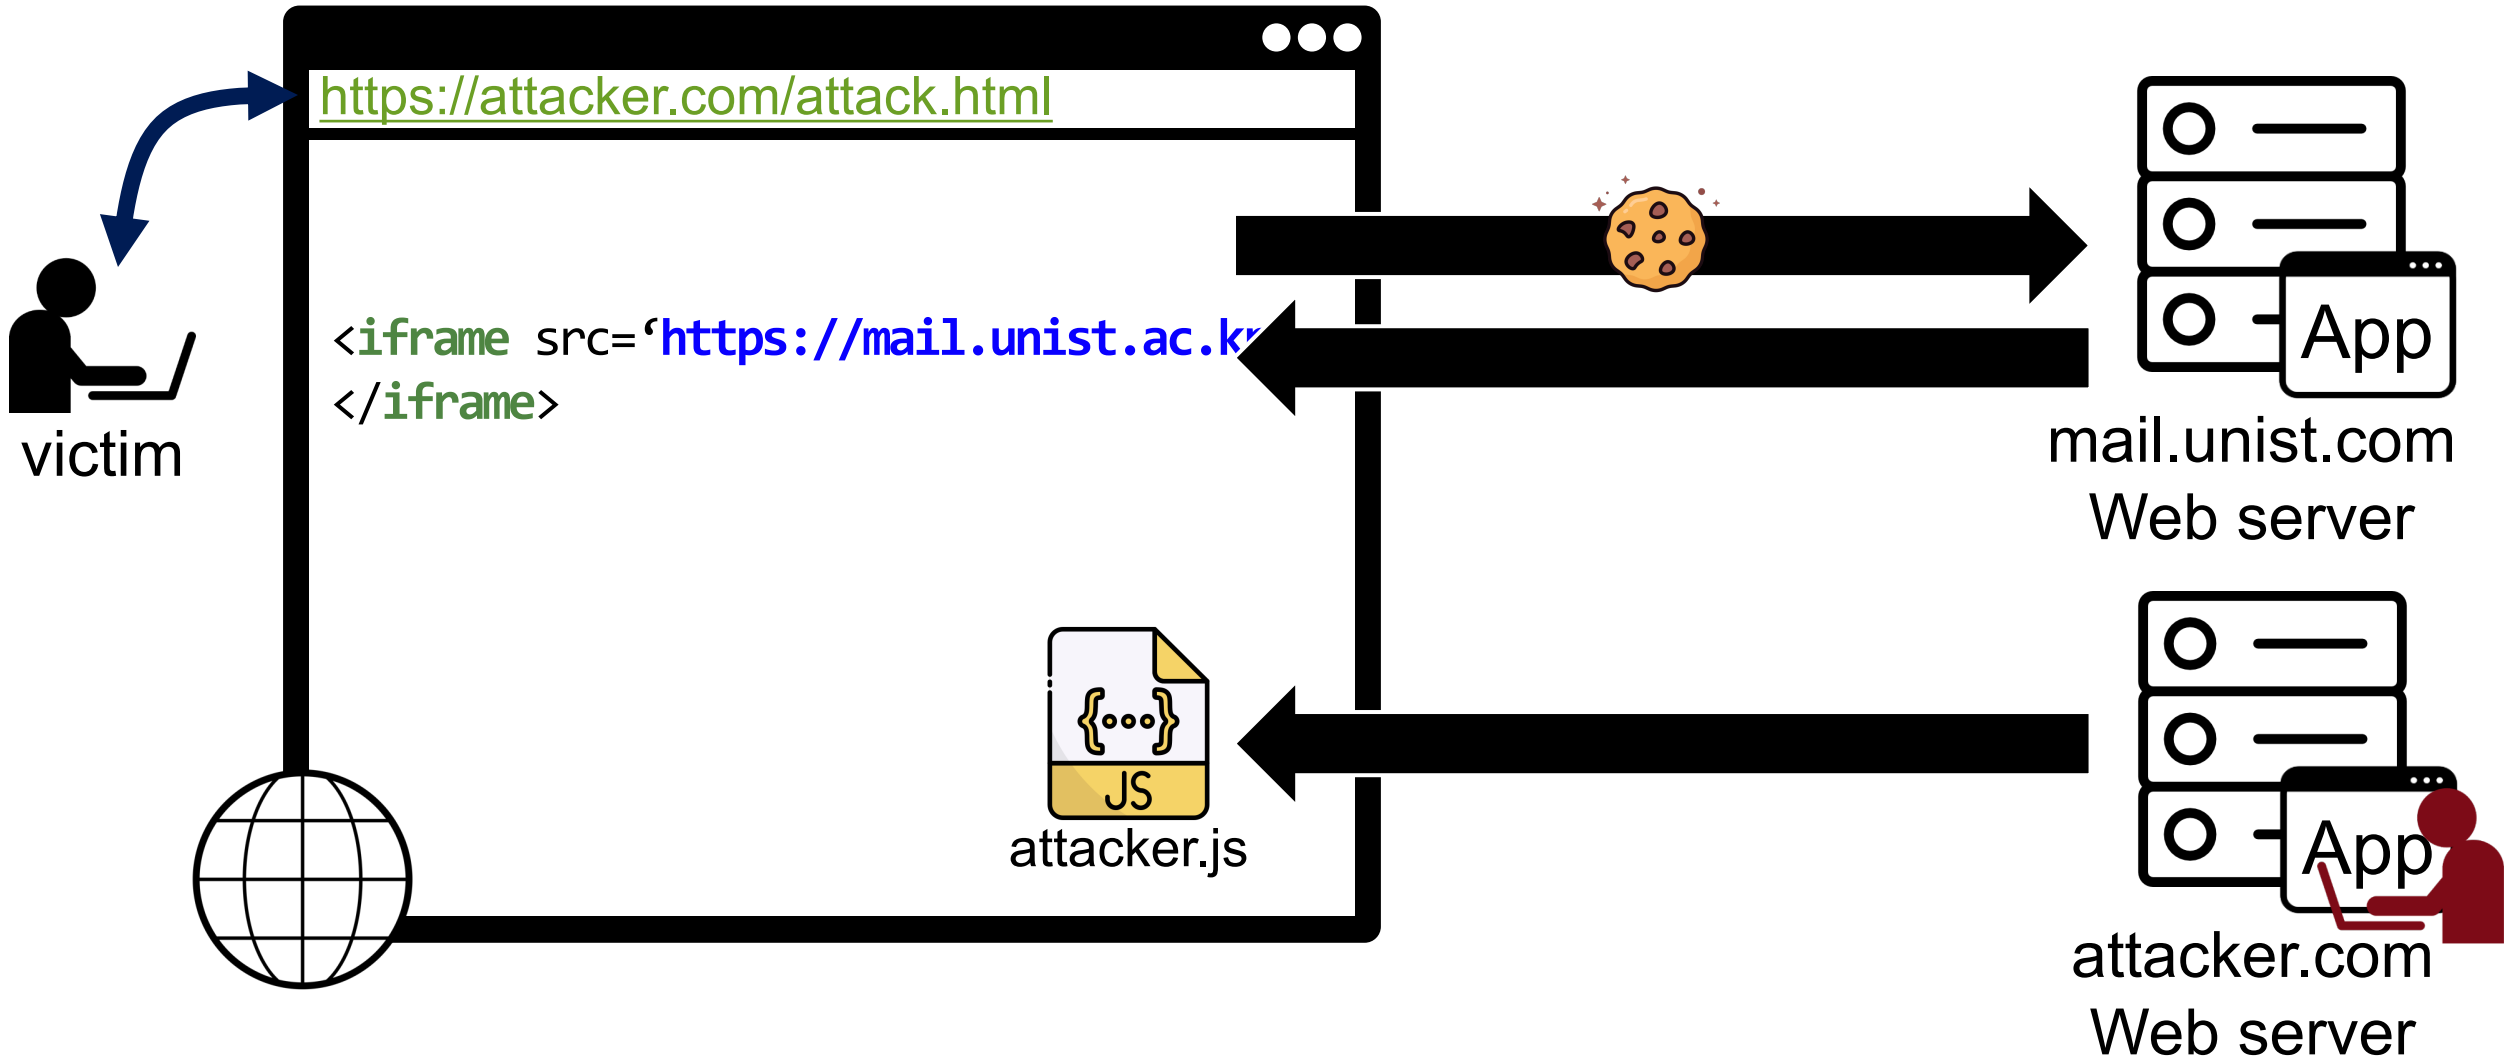 https://attacker.com/attack.html
<iframe src=‘https://mail.unist.ac.kr
</iframe>
victim
App
mail.unist.com
Web server
JS
attacker.js
App
attacker.com
Web server